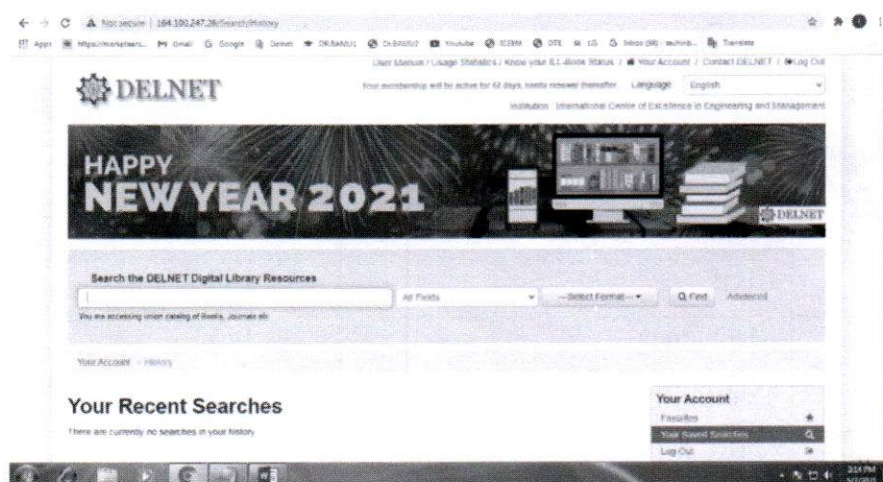 Not secure | 164.100.247.26/Search/History
Apps M Gmail G Google Delnet DR.BAMU1 Dr.BAMU2 Youtube ICEEM DTE Translate
User Manual / Usage Statistics / Know your ILL-Book Status / Your Account / Contact DELNET / Log Out
DELNET
Your membership will be active for 62 days, needs renewal thereafter. Language English
Institution : International Centre of Excellence in Engineering and Management
HAPPY
NEW YEAR 2021
DELNET
Search the DELNET Digital Library Resources
All Fields ---Select Format--- Find Advanced
You are accessing union catalog of Books, Journals etc
Your Account History
Your Recent Searches
There are currently no searches in your history
Your Account
Favorites
Your Saved Searches
Log Out
3:14 PM